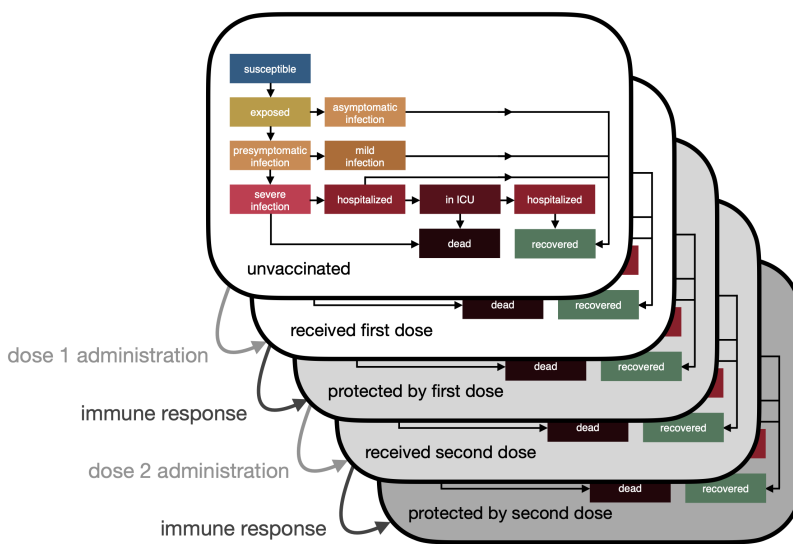 susceptible
exposed
asymptomatic
infection
presymptomatic
infection
mild
infection
severe
infection
hospitalized
in ICU
hospitalized
dead
recovered
unvaccinated
dead
recovered
received first dose
dose 1 administration
dead
recovered
protected by first dose
immune response
dead
recovered
received second dose
dose 2 administration
dead
recovered
protected by second dose
immune response